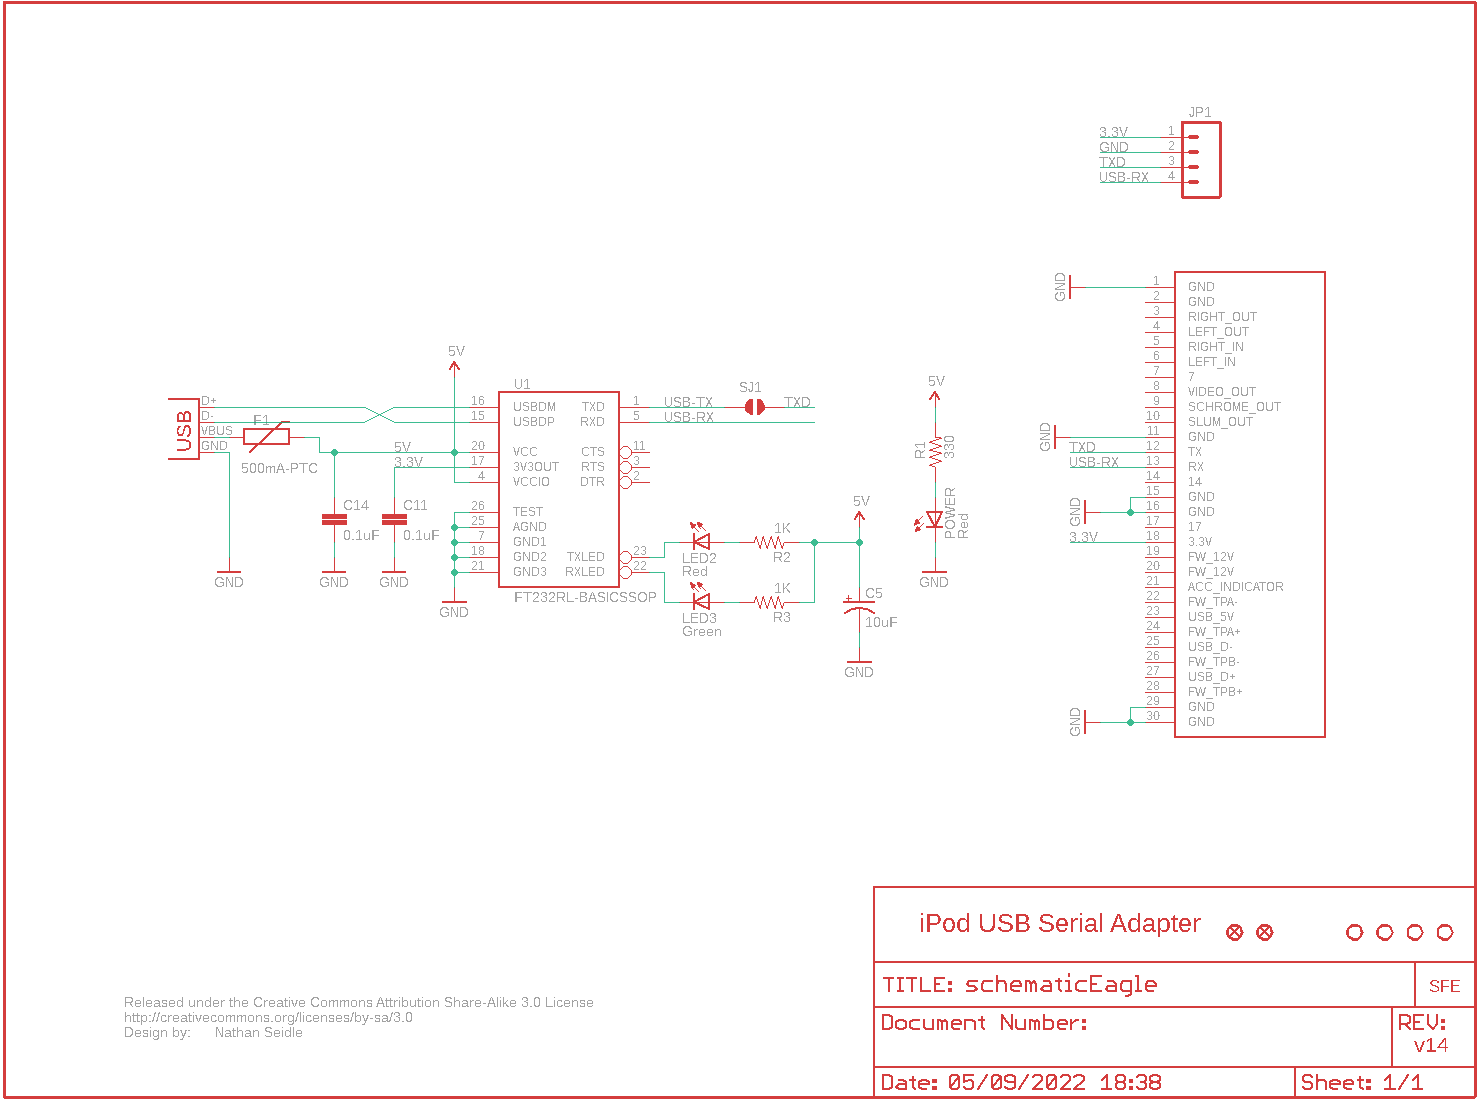 JP1
3.3V 1
GND 2
TXD 3
USB-RX 4
GND
1 GND
2 GND
3 RIGHT_OUT
4 LEFT_OUT
5 RIGHT_IN
6 LEFT_IN
7 7
8 VIDEO_OUT
9 SCHROME_OUT
10 SLUM_OUT
GND 11 GND
TXD 12 TX
USB-RX 13 RX
14 14
15 GND
GND 16 GND
17 17
3.3V 18 3.3V
19 FW_12V
20 FW_12V
21 ACC_INDICATOR
22 FW_TPA-
23 USB_5V
24 FW_TPA+
25 USB_D-
26 FW_TPB-
27 USB_D+
28 FW_TPB+
29 GND
GND 30 GND
USB
D+
D-
VBUS
GND
F1
500mA-PTC
GND
5V
5V
3.3V
C14
0.1uF
GND
C11
0.1uF
GND
GND
U1
16 USBDM TXD 1
15 USBDP RXD 5
20 VCC CTS 11
17 3V3OUT RTS 3
4 VCCIO DTR 2
26 TEST
25 AGND
7 GND1
18 GND2 TXLED 23
21 GND3 RXLED 22
FT232RL-BASICSSOP
USB-TX
SJ1
TXD
USB-RX
LED2
Red
1K
R2
LED3
Green
1K
R3
5V
C5
10uF
GND
5V
R1
330
POWER
Red
GND
iPod USB Serial Adapter
TITLE: schematicEagle
SFE
Document Number:
REV:
v14
Date: 05/09/2022 18:38
Sheet: 1/1
Released under the Creative Commons Attribution Share-Alike 3.0 License
http://creativecommons.org/licenses/by-sa/3.0
Design by: Nathan Seidle